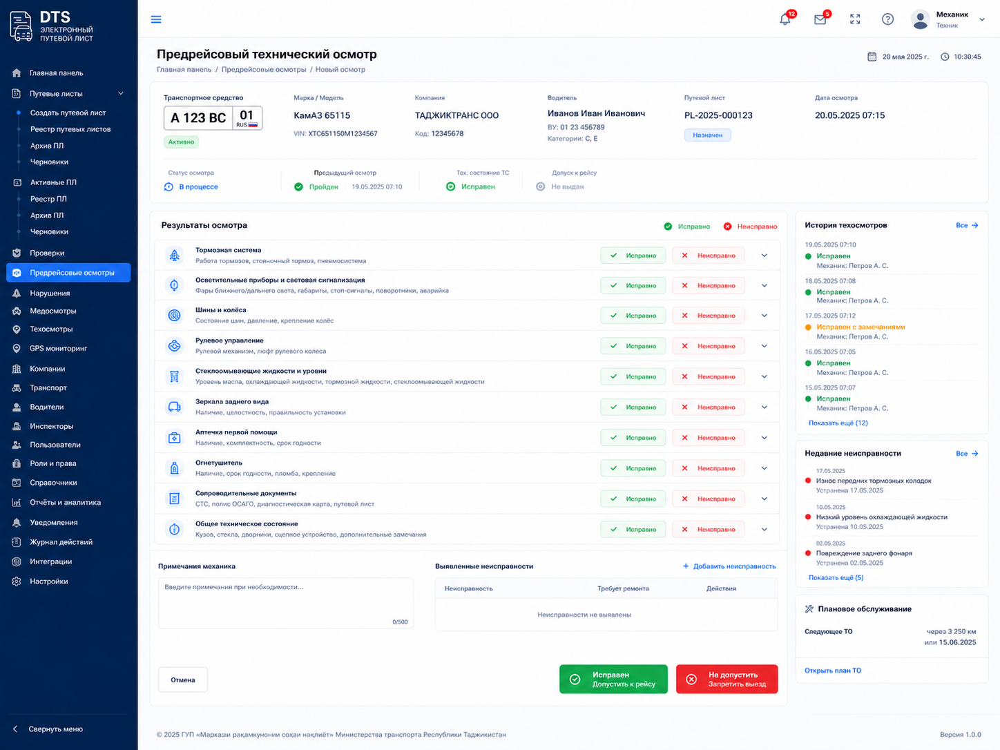 DTS
ЭЛЕКТРОННЫЙ
ПУТЕВОЙ ЛИСТ
Главная панель
Путевые листы
Создать путевой лист
Реестр путевых листов
Архив ПЛ
Черновики
Активные ПЛ
Реестр ПЛ
Архив ПЛ
Черновики
Проверки
Предрейсовые осмотры
Нарушения
Медосмотры
Техосмотры
GPS мониторинг
Компании
Транспорт
Водители
Инспекторы
Пользователи
Роли и права
Справочники
Отчёты и аналитика
Уведомления
Журнал действий
Интеграции
Настройки
Свернуть меню
12
5
Механик
Техник
Предрейсовый технический осмотр
Главная панель / Предрейсовые осмотры / Новый осмотр
20 мая 2025 г. 10:30:45
Транспортное средство
А 123 ВС 01
RUS
Активно
Марка / Модель
КамАЗ 65115
VIN: XTC651150M1234567
Компания
ТАДЖИКТРАНС ООО
Код: 12345678
Водитель
Иванов Иван Иванович
ВУ: 01 23 456789
Категории: C, E
Путевой лист
PL-2025-000123
Назначен
Дата осмотра
20.05.2025 07:15
Статус осмотра
В процессе
Предыдущий осмотр
Пройден 19.05.2025 07:10
Тех. состояние ТС
Исправен
Допуск к рейсу
Не выдан
Результаты осмотра
Исправно Неисправно
Тормозная система
Работа тормозов, стояночный тормоз, пневмосистема
Исправно Неисправно
Осветительные приборы и световая сигнализация
Фары ближнего/дальнего света, габариты, стоп-сигналы, поворотники, аварийка
Исправно Неисправно
Шины и колёса
Состояние шин, давление, крепление колёс
Исправно Неисправно
Рулевое управление
Рулевой механизм, люфт рулевого колеса
Исправно Неисправно
Стеклоомывающие жидкости и уровни
Уровень масла, охлаждающей жидкости, тормозной жидкости, стеклоомывающей жидкости
Исправно Неисправно
Зеркала заднего вида
Наличие, целостность, правильность установки
Исправно Неисправно
Аптечка первой помощи
Наличие, комплектность, срок годности
Исправно Неисправно
Огнетушитель
Наличие, срок годности, пломба, крепление
Исправно Неисправно
Сопроводительные документы
СТС, полис ОСАГО, диагностическая карта, путевой лист
Исправно Неисправно
Общее техническое состояние
Кузов, стекла, дворники, сцепное устройство, дополнительные замечания
Исправно Неисправно
Примечания механика
Введите примечания при необходимости...
0/500
Выявленные неисправности
+ Добавить неисправность
Неисправность Требует ремонта Действия
Неисправности не выявлены
Отмена
Исправен
Допустить к рейсу
Не допустить
Запретить выезд
История техосмотров
Все →
19.05.2025 07:10
Исправен
Механик: Петров А. С.
18.05.2025 07:08
Исправен
Механик: Петров А. С.
17.05.2025 07:12
Исправен с замечаниями
Механик: Петров А. С.
16.05.2025 07:05
Исправен
Механик: Петров А. С.
15.05.2025 07:07
Исправен
Механик: Петров А. С.
Показать ещё (12)
Недавние неисправности
Все →
17.05.2025
Износ передних тормозных колодок
Устранена 17.05.2025
10.05.2025
Низкий уровень охлаждающей жидкости
Устранена 10.05.2025
02.05.2025
Повреждение заднего фонаря
Устранена 02.05.2025
Показать ещё (5)
Плановое обслуживание
Следующее ТО
через 3 250 км
или 15.06.2025
Открыть план ТО
© 2025 ГУП «Маркази рақамкунонии соҳаи нақлиёт» Министерства транспорта Республики Таджикистан
Версия 1.0.0